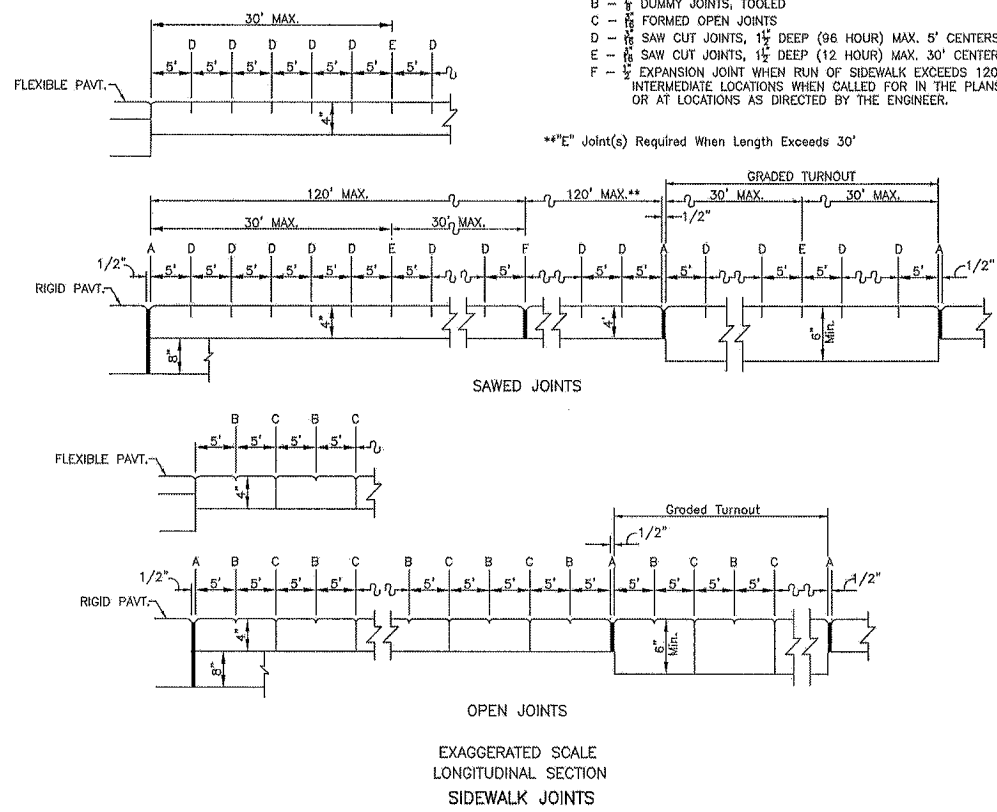 B - 1/8" DUMMY JOINTS, TOOLED
C - 3/16" FORMED OPEN JOINTS
D - 3/16" SAW CUT JOINTS, 1 1/2" DEEP (96 HOUR) MAX. 5' CENTERS
E - 3/16" SAW CUT JOINTS, 1 1/2" DEEP (12 HOUR) MAX. 30' CENTER
F - 1/2" EXPANSION JOINT WHEN RUN OF SIDEWALK EXCEEDS 120
INTERMEDIATE LOCATIONS WHEN CALLED FOR IN THE PLANS
OR AT LOCATIONS AS DIRECTED BY THE ENGINEER.
30' MAX.
D D D D D E D
5' 5' 5' 5' 5' 5' 5'
FLEXIBLE PAVT.
4"
**"E" Joint(s) Required When Length Exceeds 30'
GRADED TURNOUT
120' MAX. 120' MAX.** 30' MAX. 30' MAX.
30' MAX. 30' MAX. 1/2"
A D D D D D E D D F D D A D D E D D A
1/2" 5' 5' 5' 5' 5' 5' 5' 5' 5' 5' 5' 5' 5' 5' 1/2"
RIGID PAVT.
4" 4' 6" Min.
8"
SAWED JOINTS
B C B C
5' 5' 5' 5'
FLEXIBLE PAVT.
4"
Graded Turnout
1/2"
A B C B C B C B C B A B C B C A
1/2" 5' 5' 5' 5' 5' 5' 5' 5' 5' 5' 5' 5' 5' 1/2"
RIGID PAVT.
4" 6" Min.
8"
OPEN JOINTS
EXAGGERATED SCALE
LONGITUDINAL SECTION
SIDEWALK JOINTS